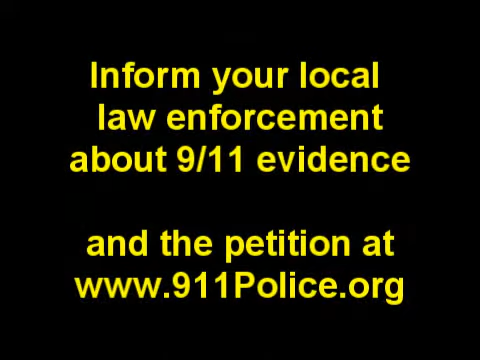 Inform your local
law enforcement
about 9/11 evidence
and the petition at
www.911Police.org